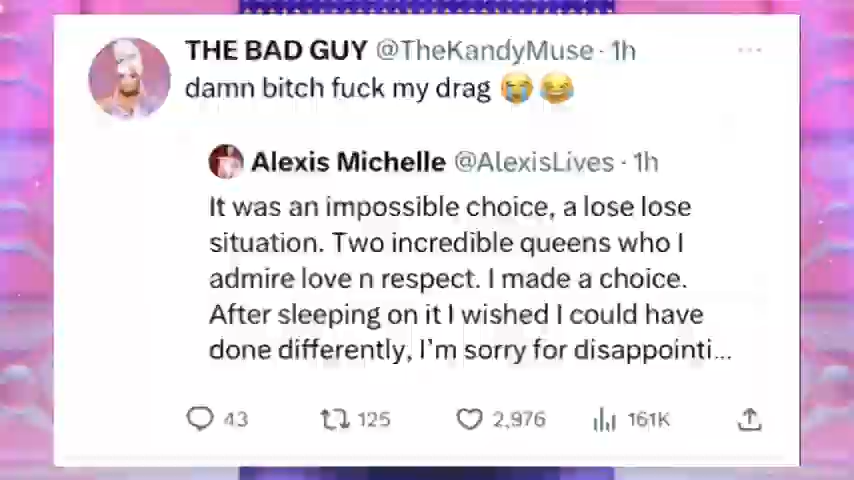 THE BAD GUY @TheKandyMuse · 1h
damn bitch fuck my drag 😭😂
Alexis Michelle @AlexisLives · 1h
It was an impossible choice, a lose lose
situation. Two incredible queens who I
admire love n respect. I made a choice.
After sleeping on it I wished I could have
done differently, I'm sorry for disappointi...
43 125 2,976 161K